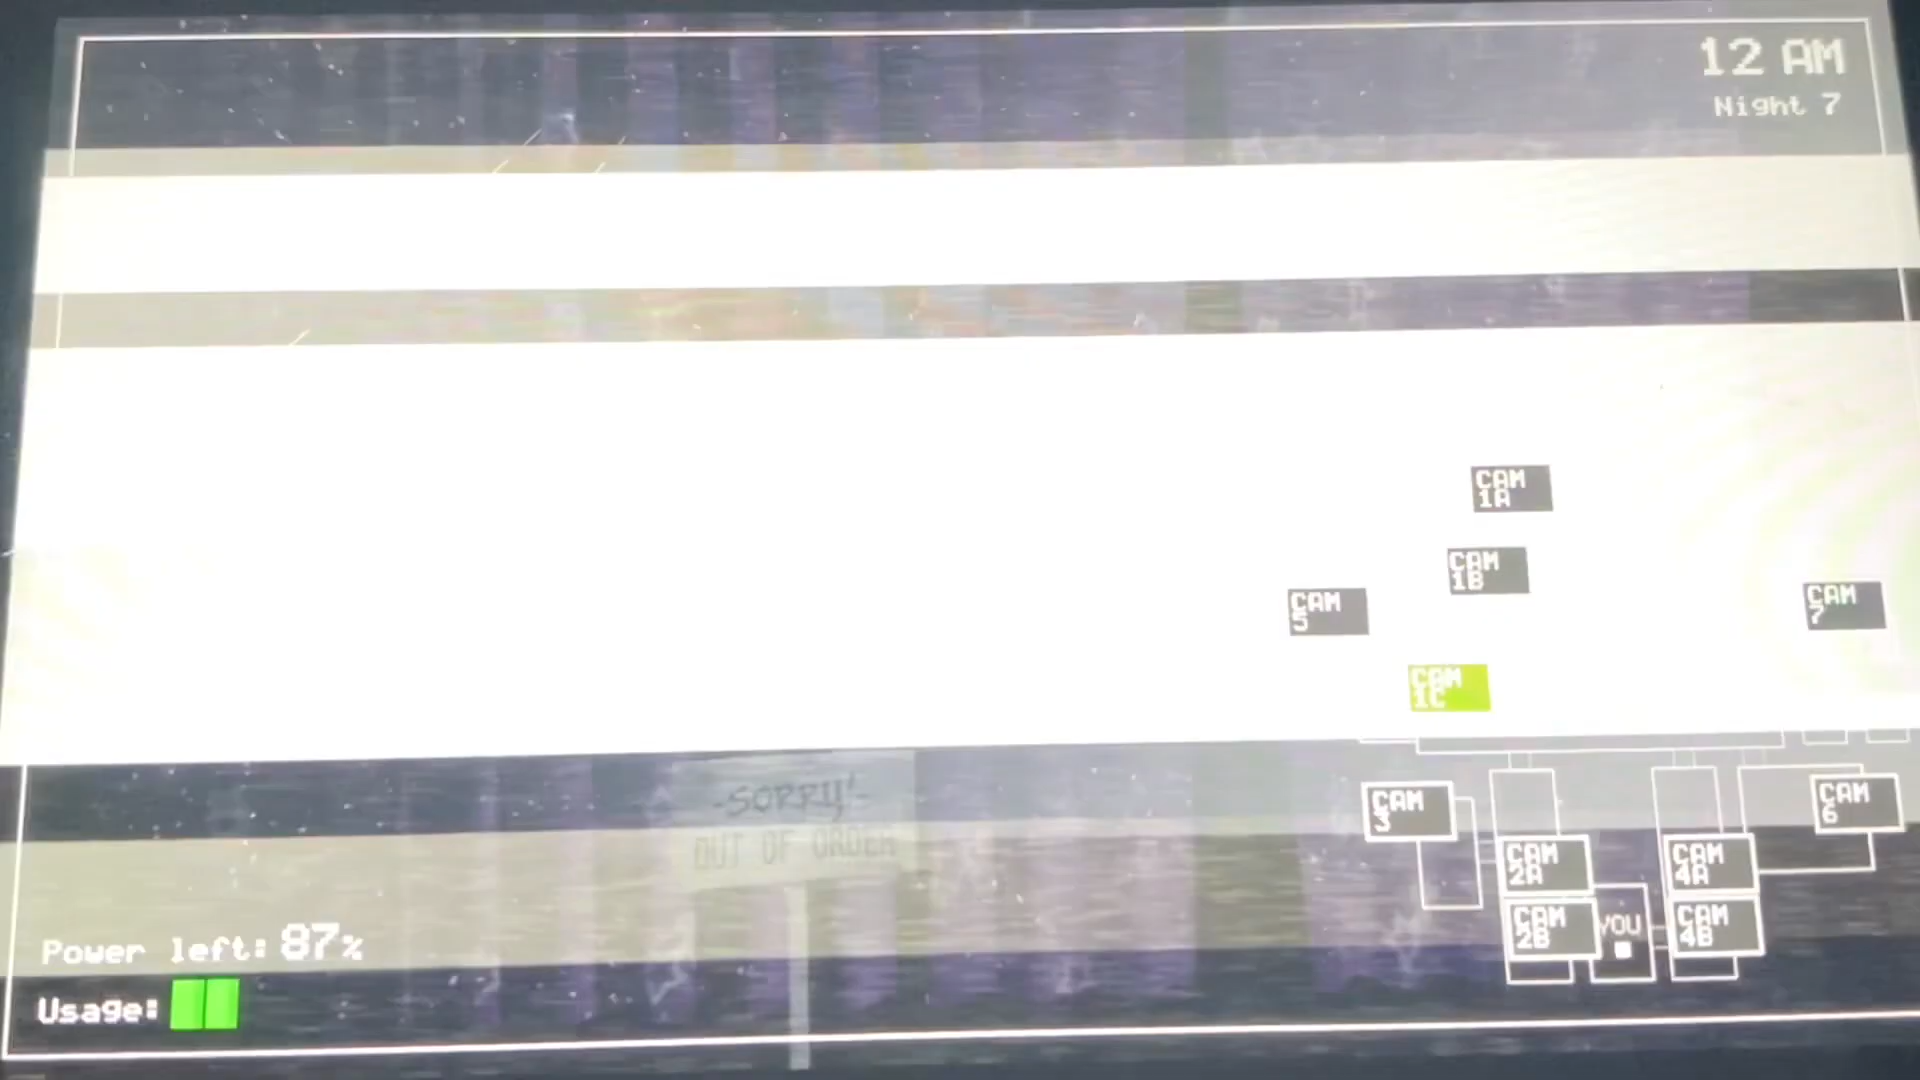 12 AM
Night 7
CAM
1A
CAM
1B
CAM
5
CAM
7
CAM
1C
-SORRY!-
OUT OF ORDER
CAM
3
CAM
6
CAM
2A
CAM
4A
CAM
2B
YOU
CAM
4B
Power left: 87%
Usage: